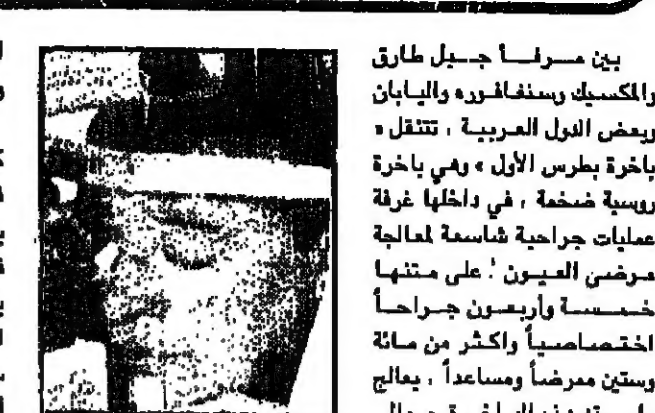 بين مرفأ جبل طارق
والمكسيك وسنغافوره واليابان
وبعض الدول العربية ، تتنقل «
باخرة بطرس الأول » وهي باخرة
روسية ضخمة ، في داخلها غرفة
عمليات جراحية شاسعة لمعالجة
مرضى العيون . على متنها
خمسة وأربعون جراحاً
اختصاصياً واكثر من مائة
وستين ممرضاً ومساعداً ، يعالج